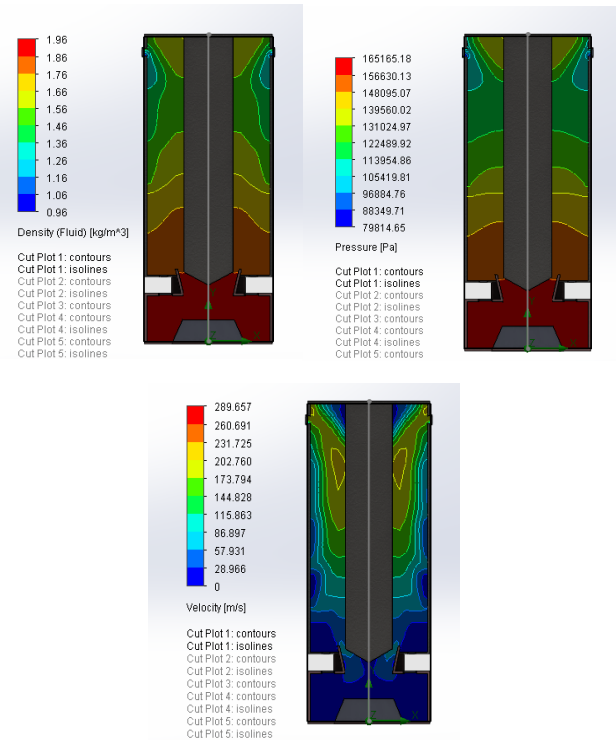 1.96
1.86
1.76
1.66
1.56
1.46
1.36
1.26
1.16
1.06
0.96
Density (Fluid) [kg/m^3]
Cut Plot 1: contours
Cut Plot 1: isolines
Cut Plot 2: contours
Cut Plot 2: isolines
Cut Plot 3: contours
Cut Plot 4: contours
Cut Plot 4: isolines
Cut Plot 5: contours
Cut Plot 5: isolines
Z
X
165165.18
156630.13
148095.07
139560.02
131024.97
122489.92
113954.86
105419.81
96884.76
88349.71
79814.65
Pressure [Pa]
Cut Plot 1: contours
Cut Plot 1: isolines
Cut Plot 2: contours
Cut Plot 2: isolines
Cut Plot 3: contours
Cut Plot 4: contours
Cut Plot 4: isolines
Cut Plot 5: contours
Cut Plot 5: isolines
Z
X
289.657
260.691
231.725
202.760
173.794
144.828
115.863
86.897
57.931
28.966
0
Velocity [m/s]
Cut Plot 1: contours
Cut Plot 1: isolines
Cut Plot 2: contours
Cut Plot 2: isolines
Cut Plot 3: contours
Cut Plot 4: contours
Cut Plot 4: isolines
Cut Plot 5: contours
Cut Plot 5: isolines
Z
X